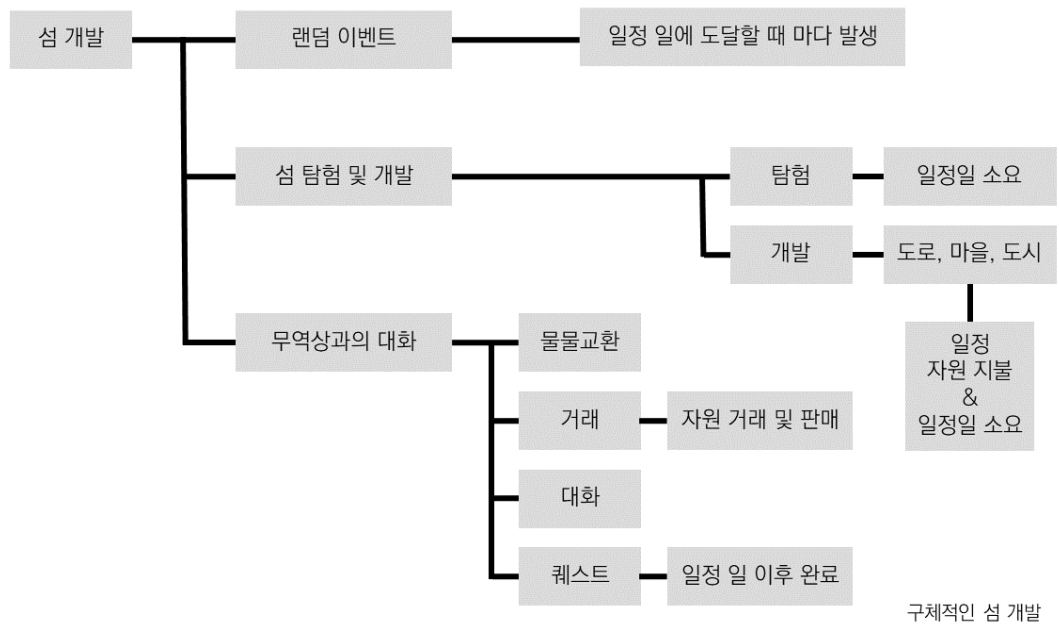 섬 개발
랜덤 이벤트
일정 일에 도달할 때 마다 발생
섬 탐험 및 개발
탐험
일정일 소요
개발
도로, 마을, 도시
일정
자원 지불
&
일정일 소요
무역상과의 대화
물물교환
거래
자원 거래 및 판매
대화
퀘스트
일정 일 이후 완료
구체적인 섬 개발